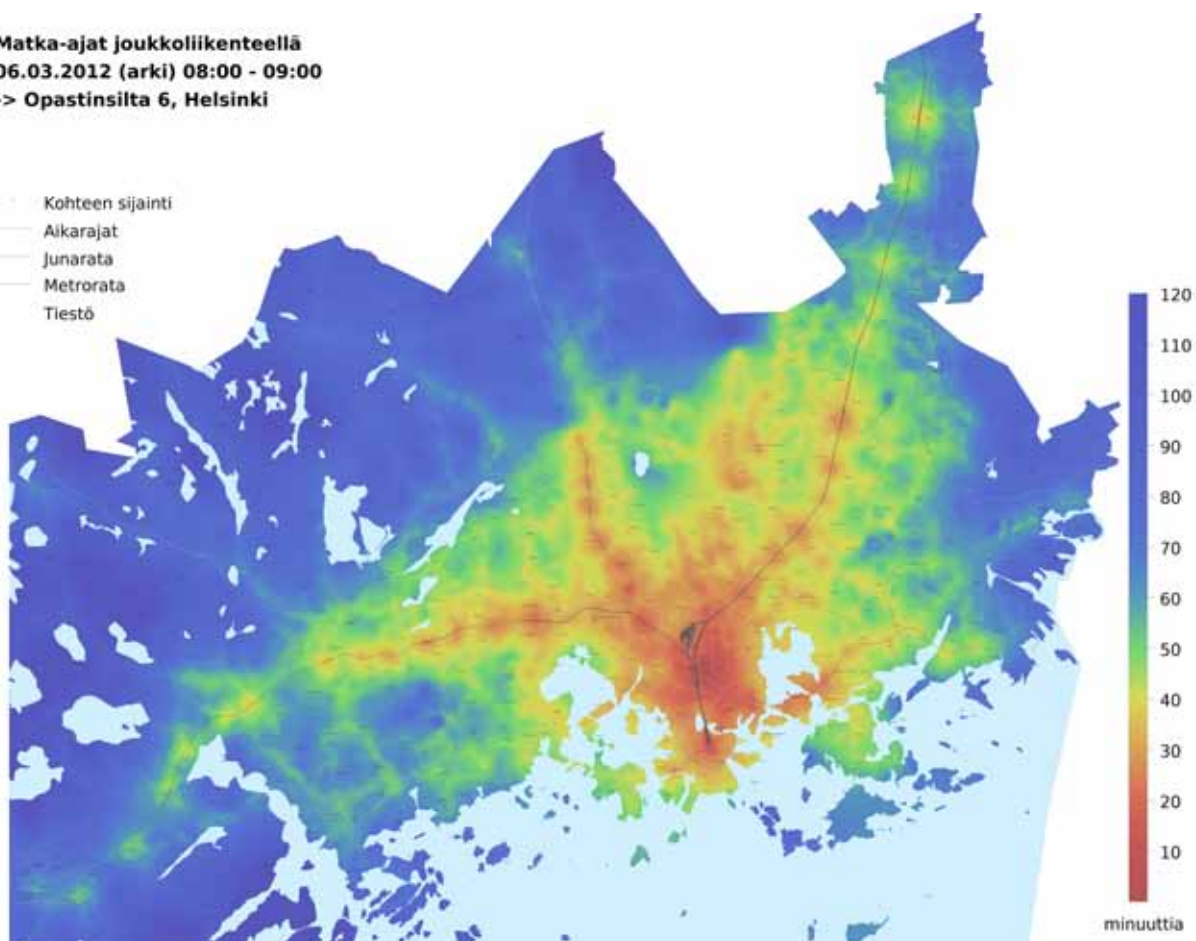 Matka-ajat joukkoliikenteellä
06.03.2012 (arki) 08:00 - 09:00
-> Opastinsilta 6, Helsinki
Kohteen sijainti
Aikarajat
Junarata
Metrorata
Tiestö
120
110
100
90
80
70
60
50
40
30
20
10
minuuttia